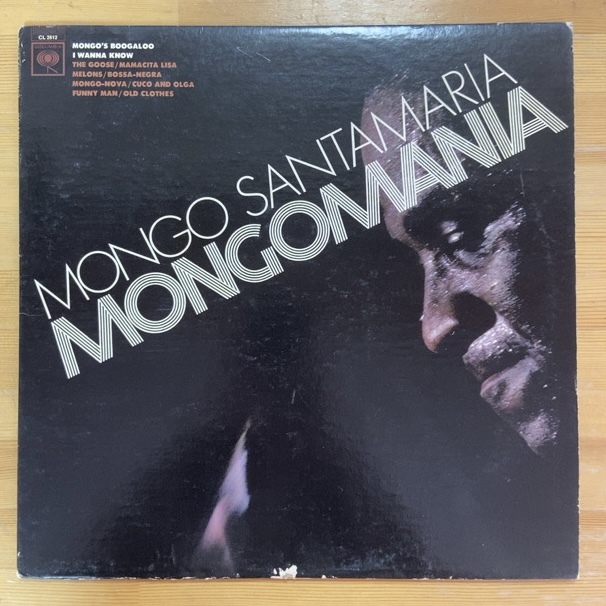 CL 2612
COLUMBIA
MONGO'S BOOGALOO
I WANNA KNOW
THE GOOSE/MAMACITA LISA
MELONS/BOSSA-NEGRA
MONGO-NOVA/CUCO AND OLGA
FUNNY MAN/OLD CLOTHES
MONGO SANTAMARIA
MONGOMANIA